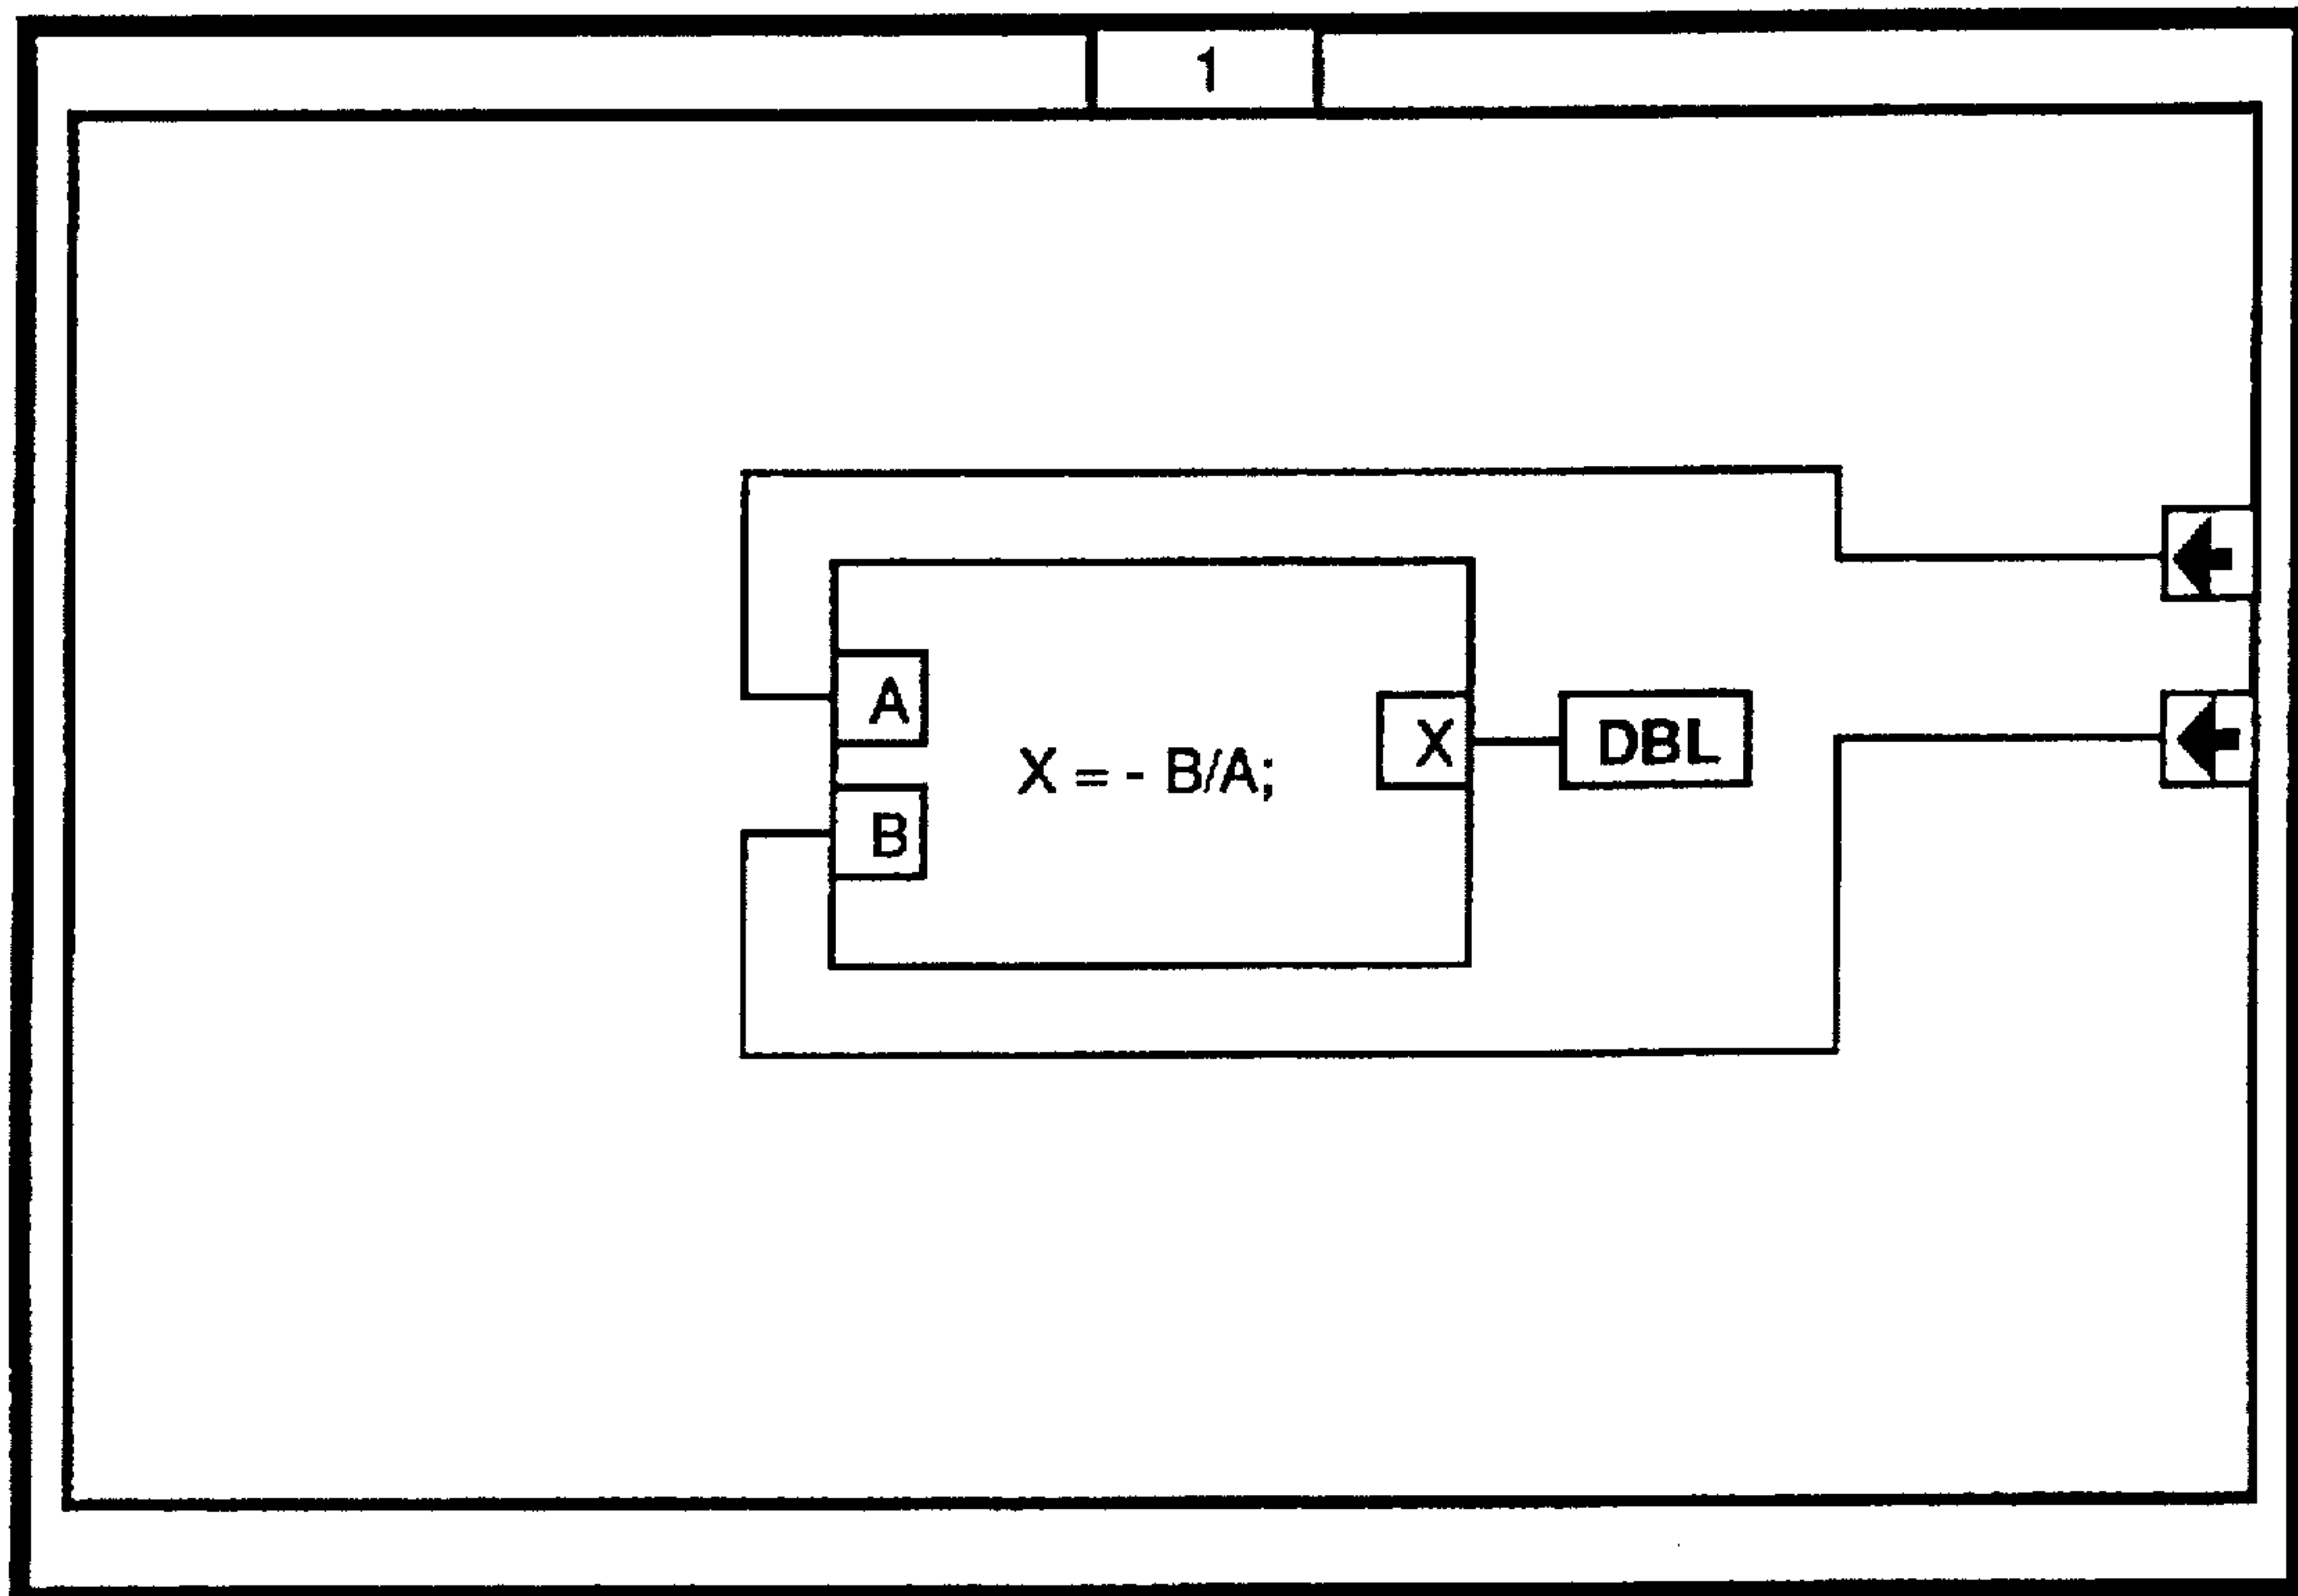 1
A
X
DBL
X = - B/A;
B